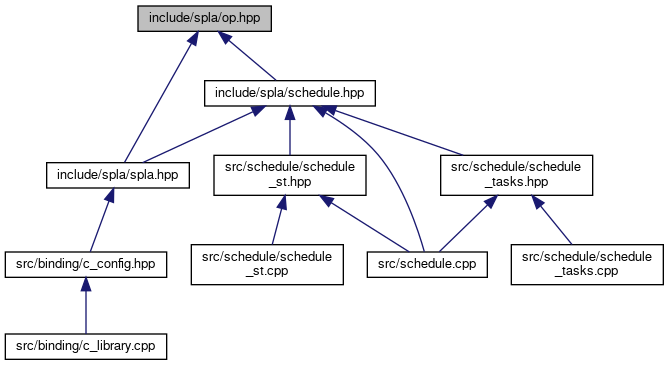 include/spla/op.hpp
include/spla/schedule.hpp
include/spla/spla.hpp
src/schedule/schedule
_st.hpp
src/schedule/schedule
_tasks.hpp
src/binding/c_config.hpp
src/schedule/schedule
_st.cpp
src/schedule.cpp
src/schedule/schedule
_tasks.cpp
src/binding/c_library.cpp